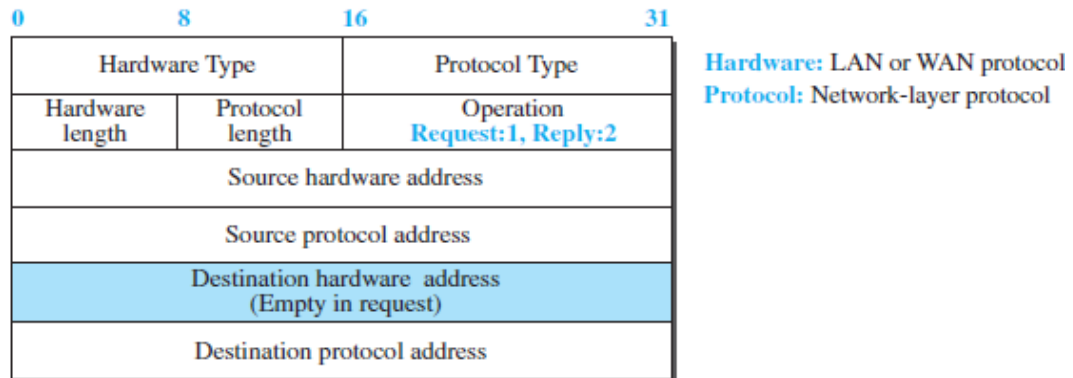 0 8 16 31
Hardware Type Protocol Type
Hardware: LAN or WAN protocol
Protocol: Network-layer protocol
Hardware length
Protocol length
Operation
Request:1, Reply:2
Source hardware address
Source protocol address
Destination hardware address
(Empty in request)
Destination protocol address